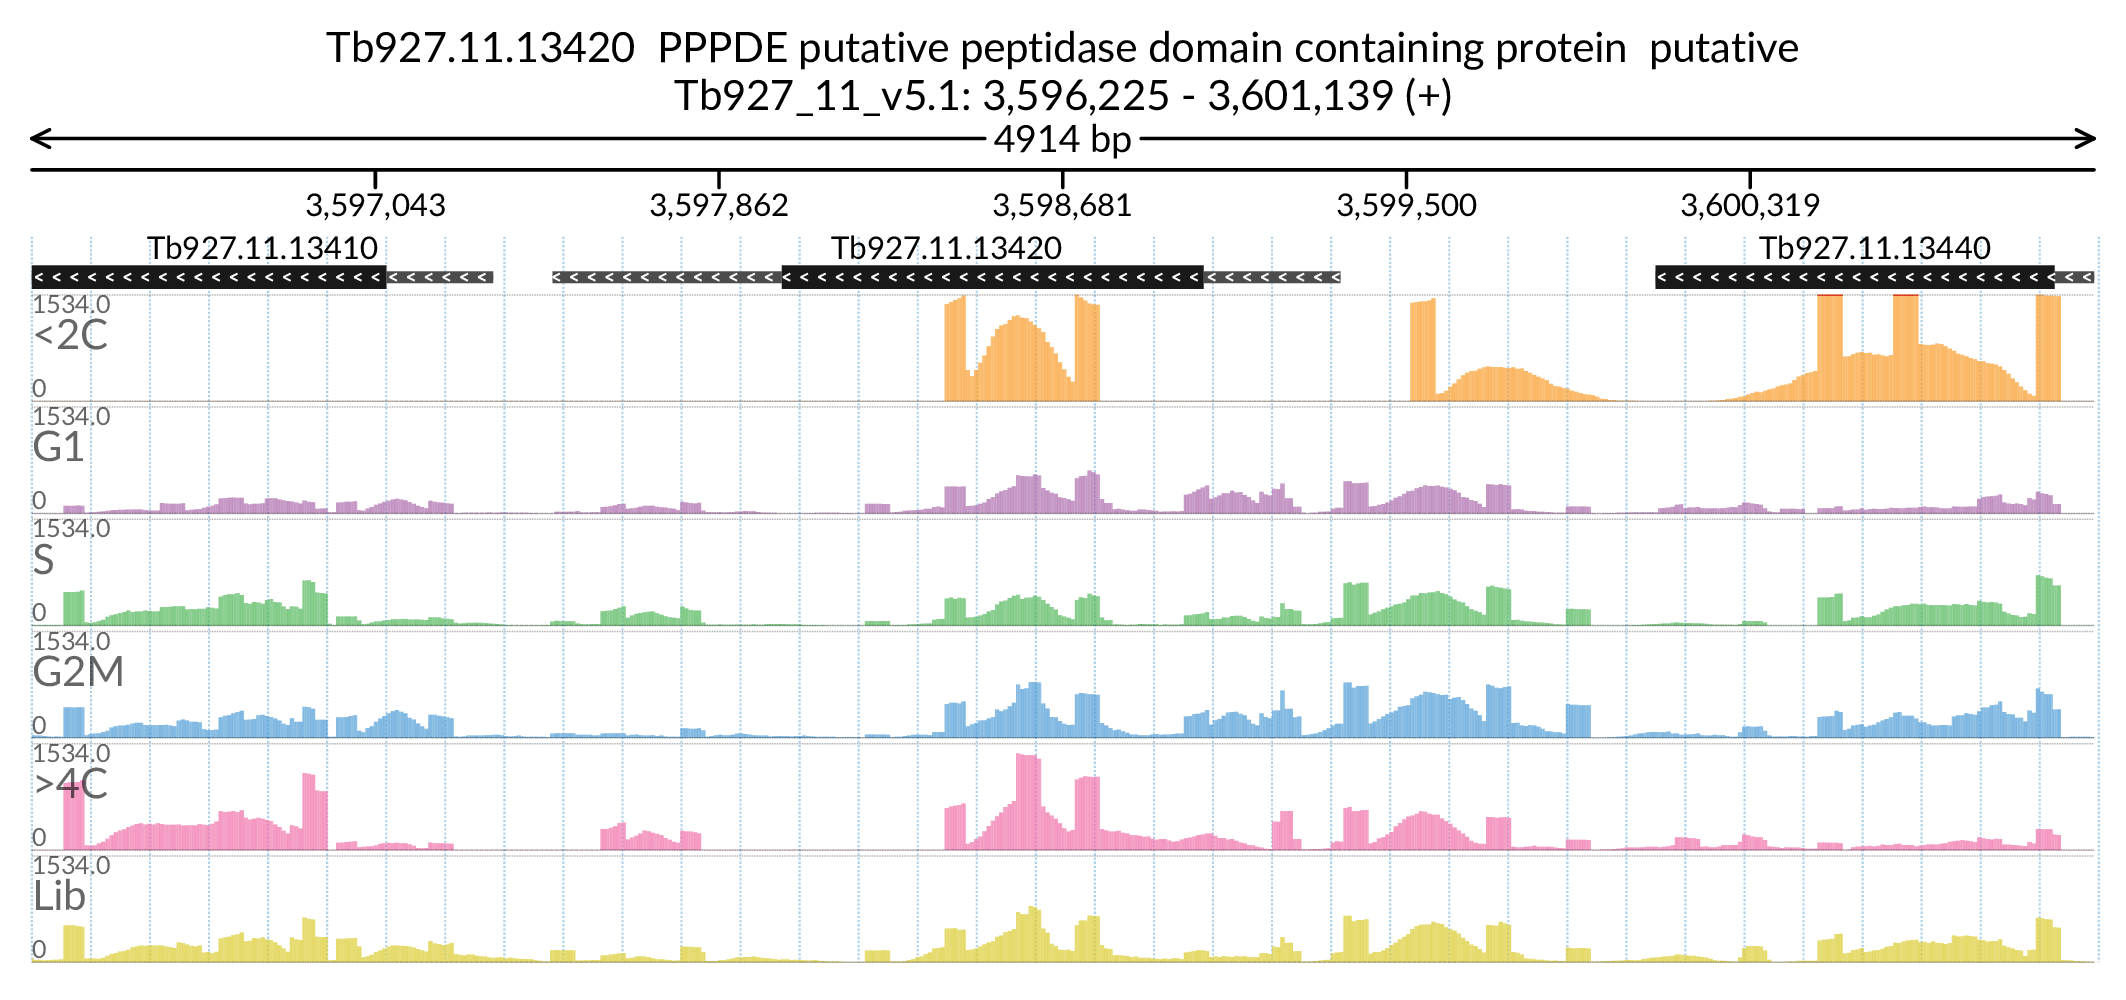 Tb927.11.13420 PPPDE putative peptidase domain containing protein putative
Tb927_11_v5.1: 3,596,225 - 3,601,139 (+)
4914 bp
3,597,043 3,597,862 3,598,681 3,599,500 3,600,319
Tb927.11.13410 Tb927.11.13420 Tb927.11.13440
1534.0
<2C
0
1534.0
G1
0
1534.0
S
0
1534.0
G2M
0
1534.0
>4C
0
1534.0
Lib
0